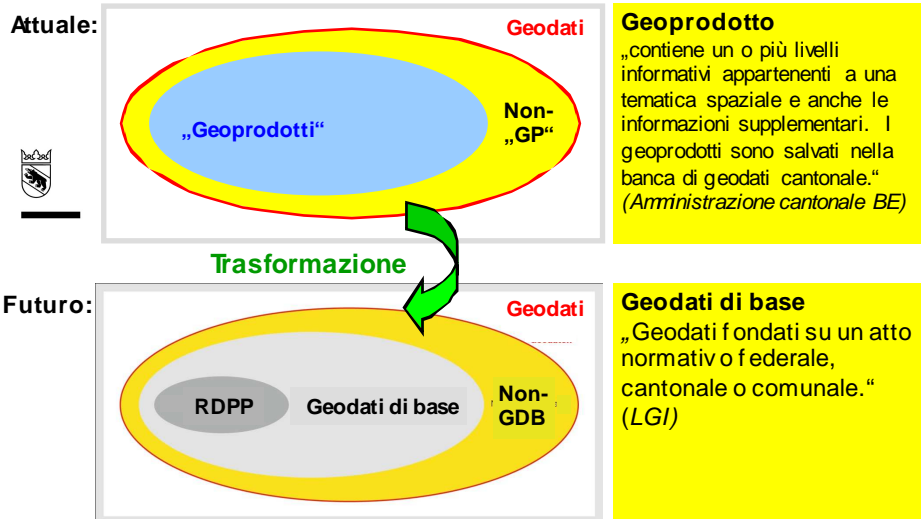 Attuale:
Geodati
„Geoprodotti“
Non-
„GP“
Geoprodotto
„contiene un o più livelli
informativi appartenenti a una
tematica spaziale e anche le
informazioni supplementari. I
geoprodotti sono salvati nella
banca di geodati cantonale.“
(Amministrazione cantonale BE)
Trasformazione
Futuro:
Geodati
RDPP
Geodati di base
Non-
GDB
Geodati di base
„Geodati fondati su un atto
normativo federale,
cantonale o comunale.“
(LGI)